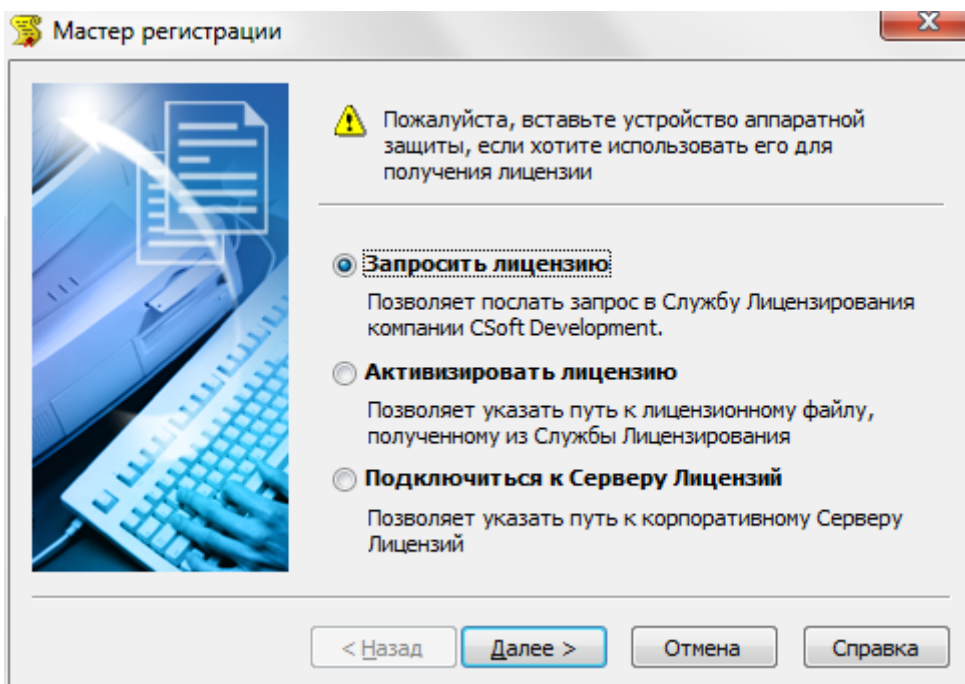 Мастер регистрации
Пожалуйста, вставьте устройство аппаратной
защиты, если хотите использовать его для
получения лицензии
Запросить лицензию
Позволяет послать запрос в Службу Лицензирования
компании CSoft Development.
Активизировать лицензию
Позволяет указать путь к лицензионному файлу,
полученному из Службы Лицензирования
Подключиться к Серверу Лицензий
Позволяет указать путь к корпоративному Серверу
Лицензий
< Назад
Далее >
Отмена
Справка